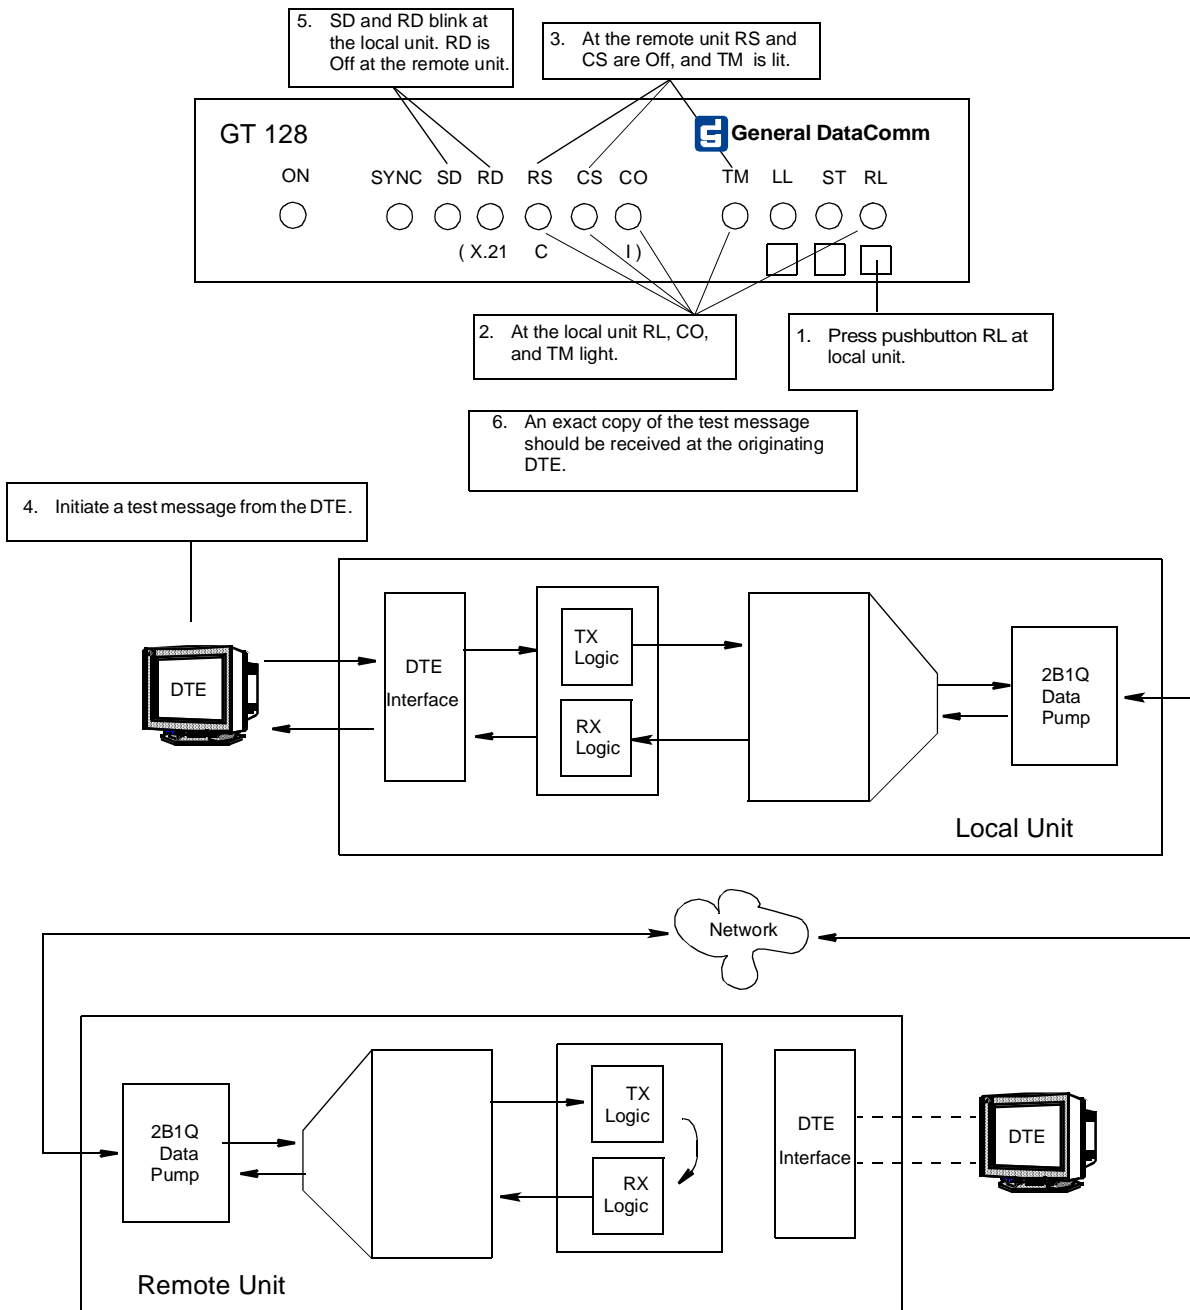 5. SD and RD blink at
the local unit. RD is
Off at the remote unit.
3. At the remote unit RS and
CS are Off, and TM is lit.
GT 128
General DataComm
ON SYNC SD RD RS CS CO TM LL ST RL
( X.21 C I )
2. At the local unit RL, CO,
and TM light.
1. Press pushbutton RL at
local unit.
6. An exact copy of the test message
should be received at the originating
DTE.
4. Initiate a test message from the DTE.
DTE
DTE
Interface
TX
Logic
RX
Logic
2B1Q
Data
Pump
Local Unit
Network
2B1Q
Data
Pump
TX
Logic
RX
Logic
DTE
Interface
DTE
Remote Unit